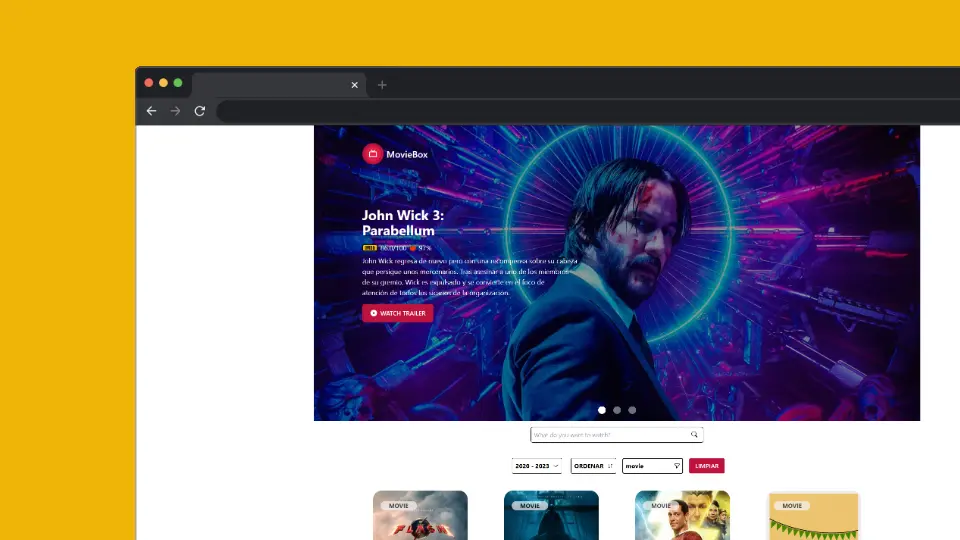 MovieBox
John Wick 3:
Parabellum
86.0/100 97%
John Wick regresa de nuevo pero con una recompensa sobre su cabeza
que persigue unos mercenarios. Tras asesinar a uno de los miembros
de su gremio, Wick es expulsado y se convierte en el foco de
atención de todos los sicarios de la organizacion.
WATCH TRAILER
What do you want to watch?
2020 - 2023 ORDENAR movie LIMPIAR
MOVIE MOVIE MOVIE MOVIE
FLASH